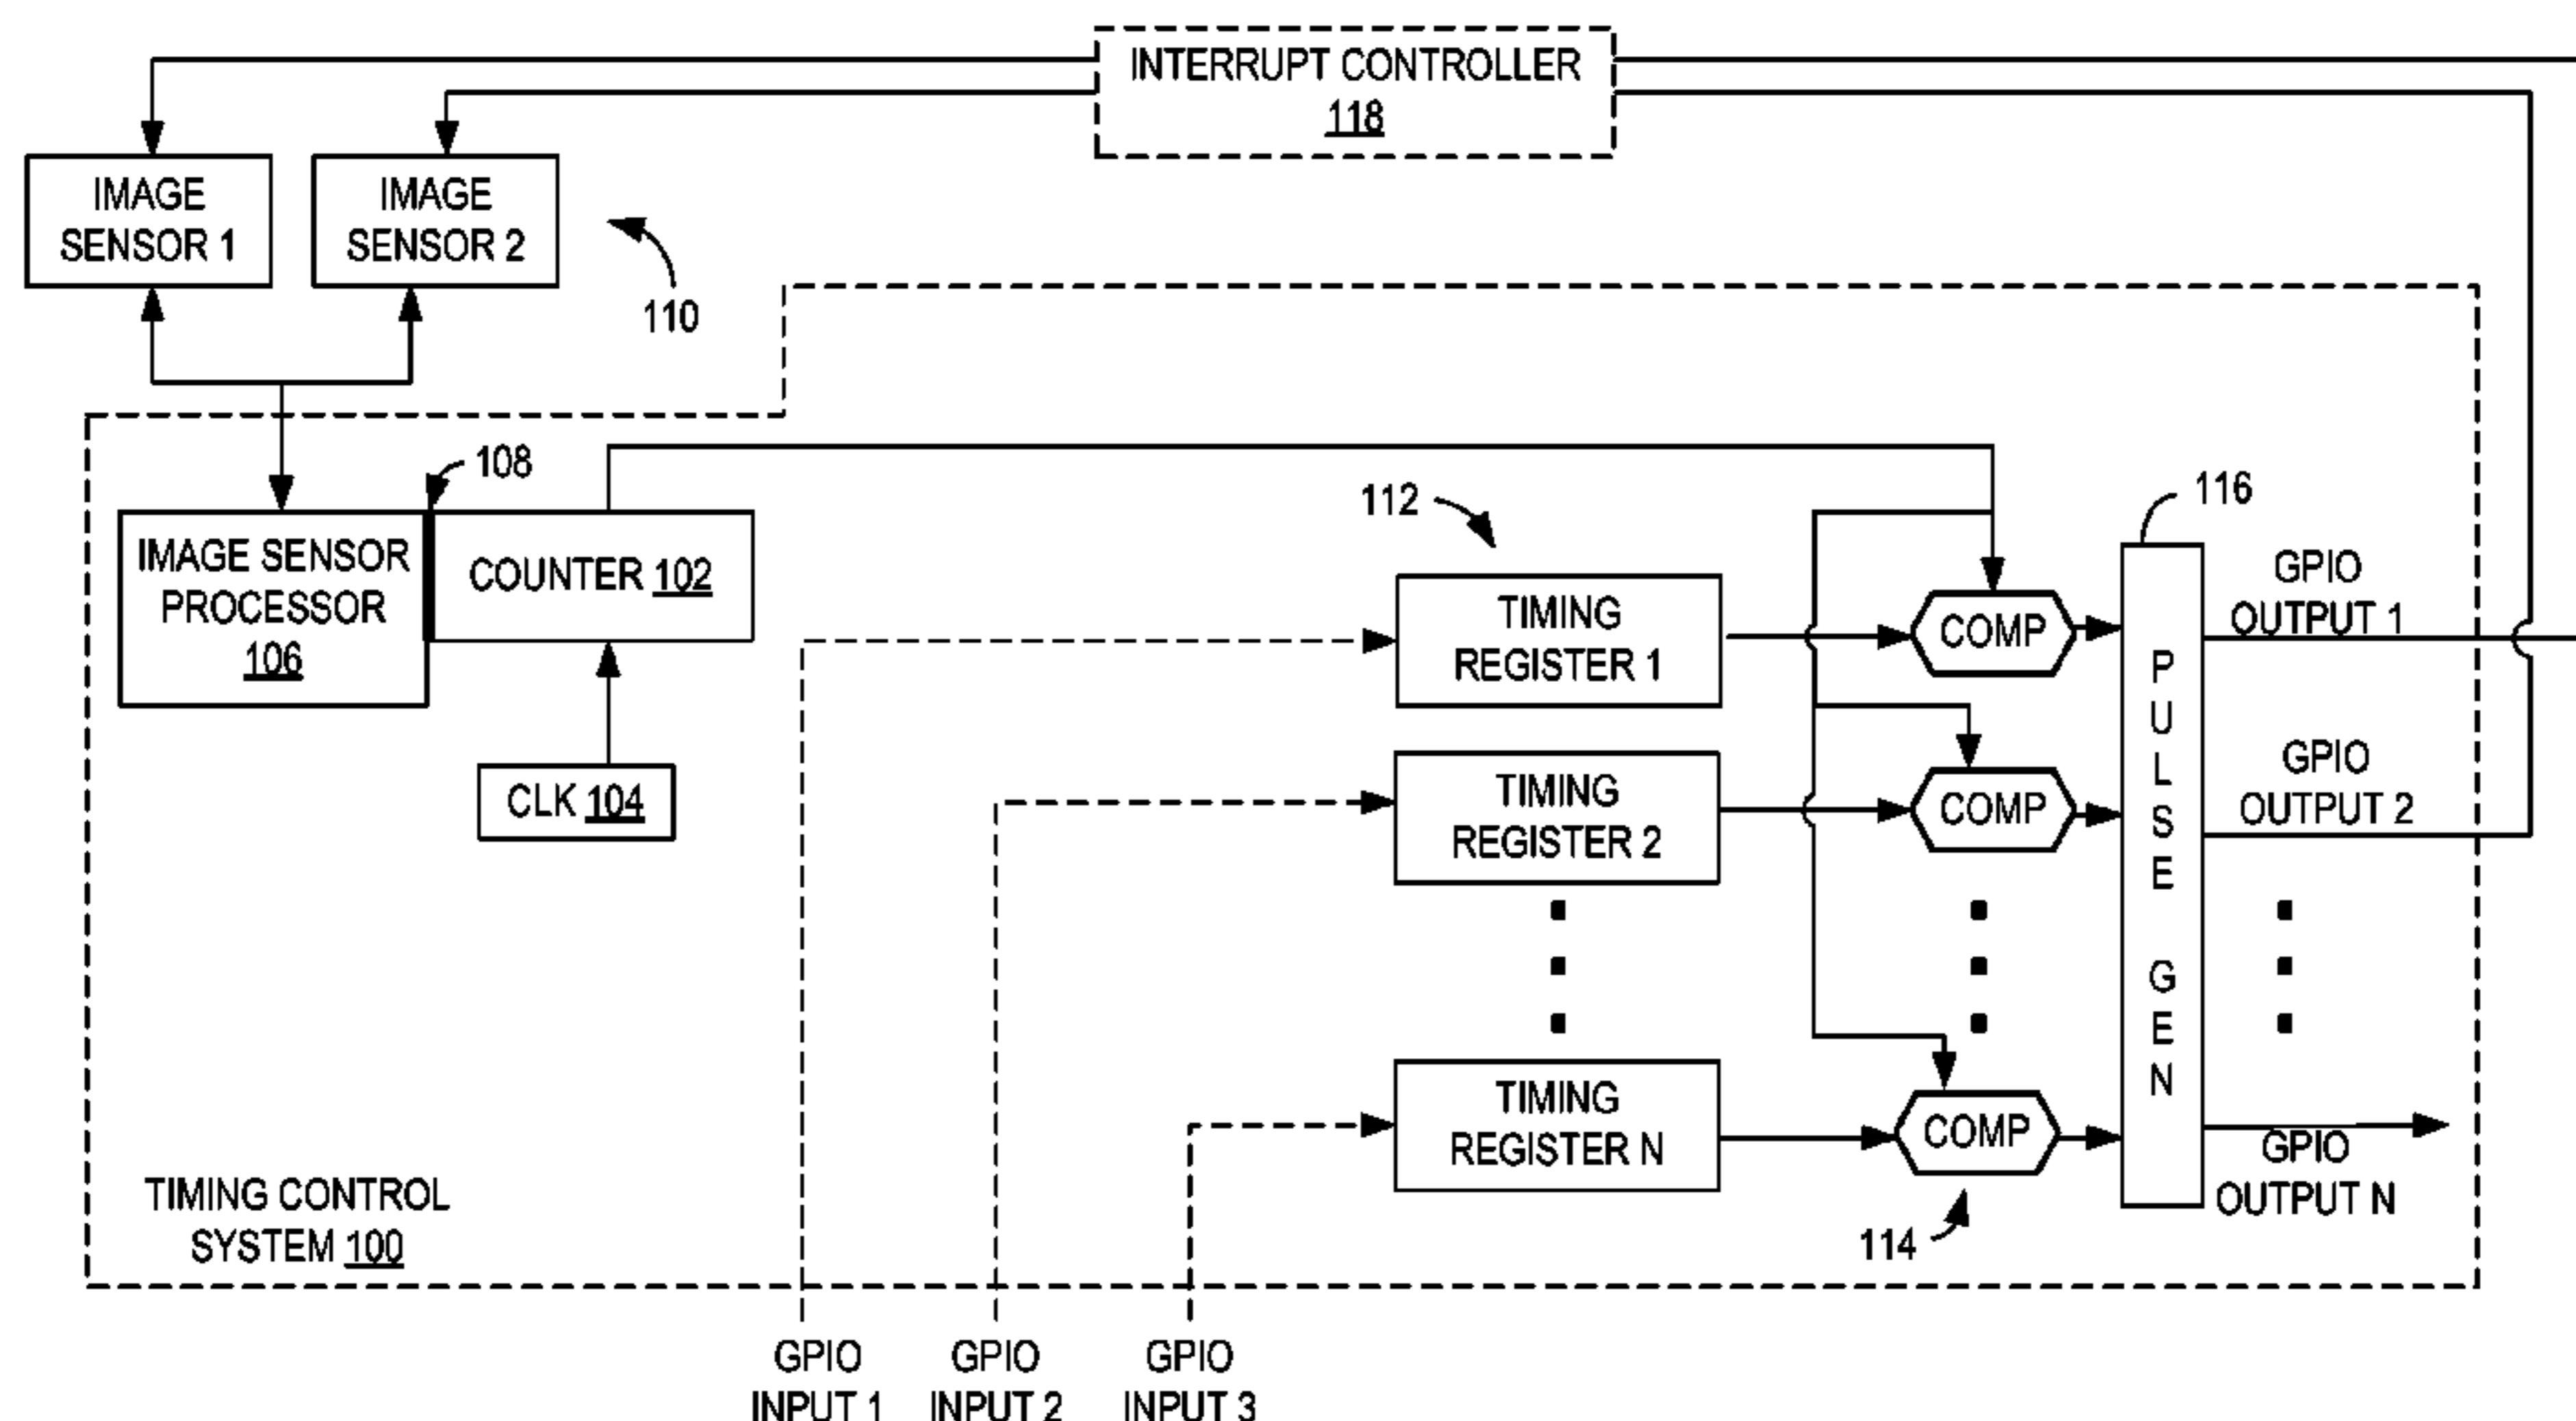 INTERRUPT CONTROLLER
118
IMAGE
SENSOR 1
IMAGE
SENSOR 2
110
108
IMAGE SENSOR
PROCESSOR
106
COUNTER 102
CLK 104
112
TIMING
REGISTER 1
TIMING
REGISTER 2
TIMING
REGISTER N
COMP
COMP
COMP
114
116
PULSE GEN
GPIO
OUTPUT 1
GPIO
OUTPUT 2
GPIO
OUTPUT N
TIMING CONTROL
SYSTEM 100
GPIO
INPUT 1
GPIO
INPUT 2
GPIO
INPUT 3